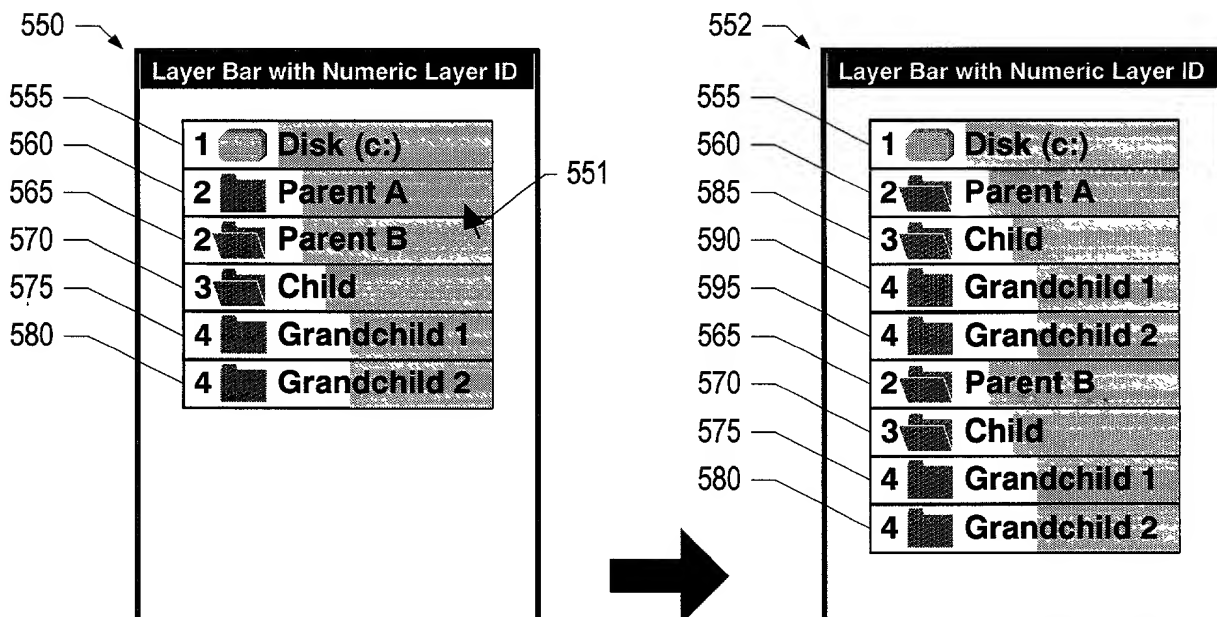 550
Layer Bar with Numeric Layer ID
555
1 Disk (c:)
560
2 Parent A
551
565
2 Parent B
570
3 Child
575
4 Grandchild 1
580
4 Grandchild 2
552
Layer Bar with Numeric Layer ID
555
1 Disk (c:)
560
2 Parent A
585
3 Child
590
4 Grandchild 1
595
4 Grandchild 2
565
2 Parent B
570
3 Child
575
4 Grandchild 1
580
4 Grandchild 2